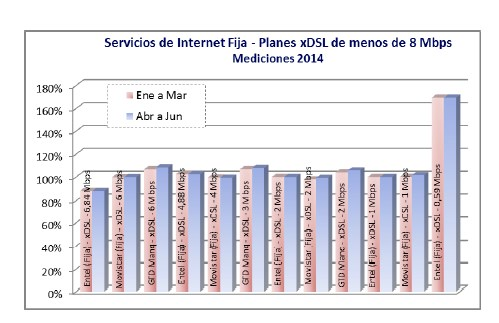 Servicios de Internet Fija - Planes xDSL de menos de 8 Mbps
Mediciones 2014
180%
160%
140%
120%
100%
80%
60%
40%
20%
0%
Ene a Mar
Abr a Jun
Entel (Fija) - xDSL - 6,84 Mbps
Movistar (Fija) - xDSL - 6 Mbps
GTD Manq - xDSL - 6 Mbps
Entel (Fija) - xDSL - 4,88 Mbps
Movistar (Fija) - xDSL - 4 Mbps
GTD Manq - xDSL - 3 Mbps
Entel (Fija) - xDSL - 2 Mbps
Movistar (Fija) - xDSL - 2 Mbps
GTD Manq - xDSL - 2 Mbps
Entel (Fija) - xDSL - 1 Mbps
Movistar (Fija) - xDSL - 1 Mbps
Entel (Fija) - xDSL - 0,59 Mbps